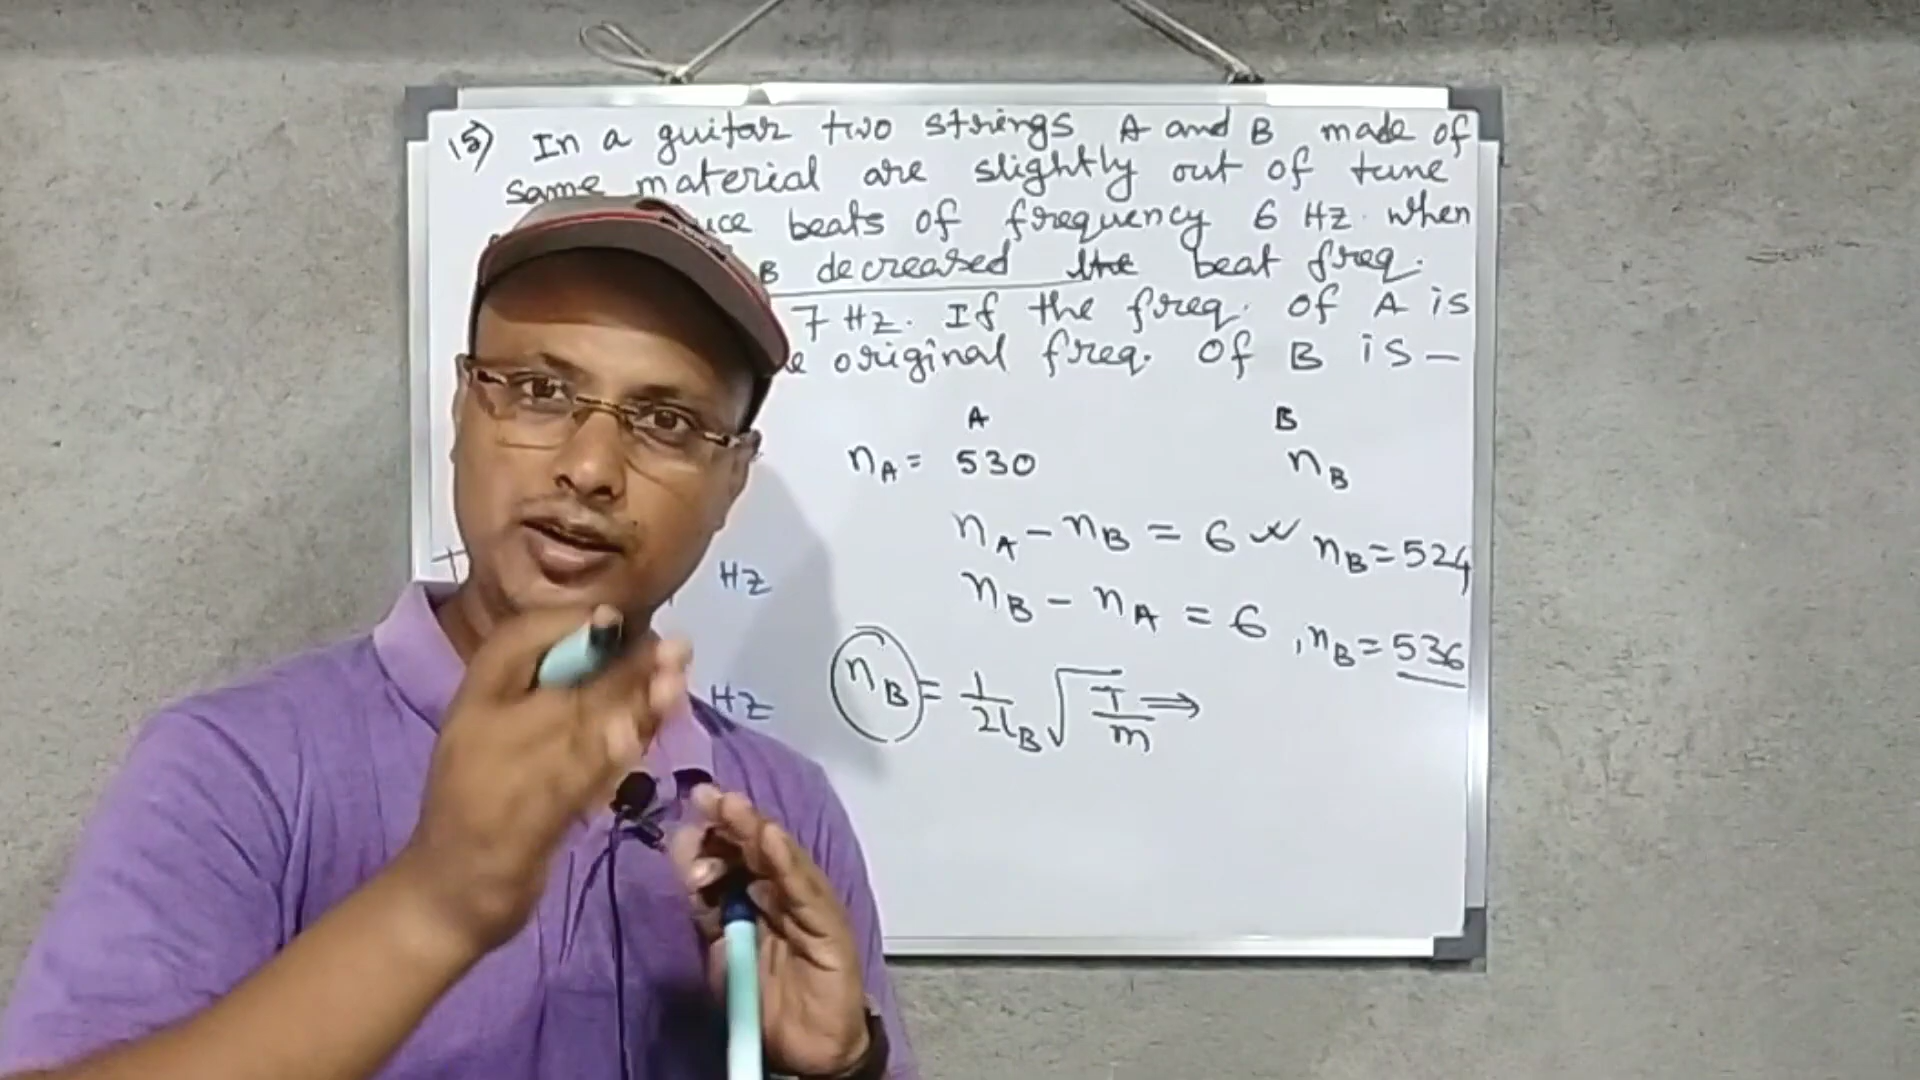 15) In a guitar two strings A and B made of
same material are slightly out of tune
beats of frequency 6 Hz. When
B decreased the beat freq.
7 Hz. If the freq. of A is
original freq. of B is —
A B
nA = 530 nB
nA - nB = 6 nB = 524
Hz
nB - nA = 6 , nB = 536
Hz
nB = 1/2lB √T/m ⇒